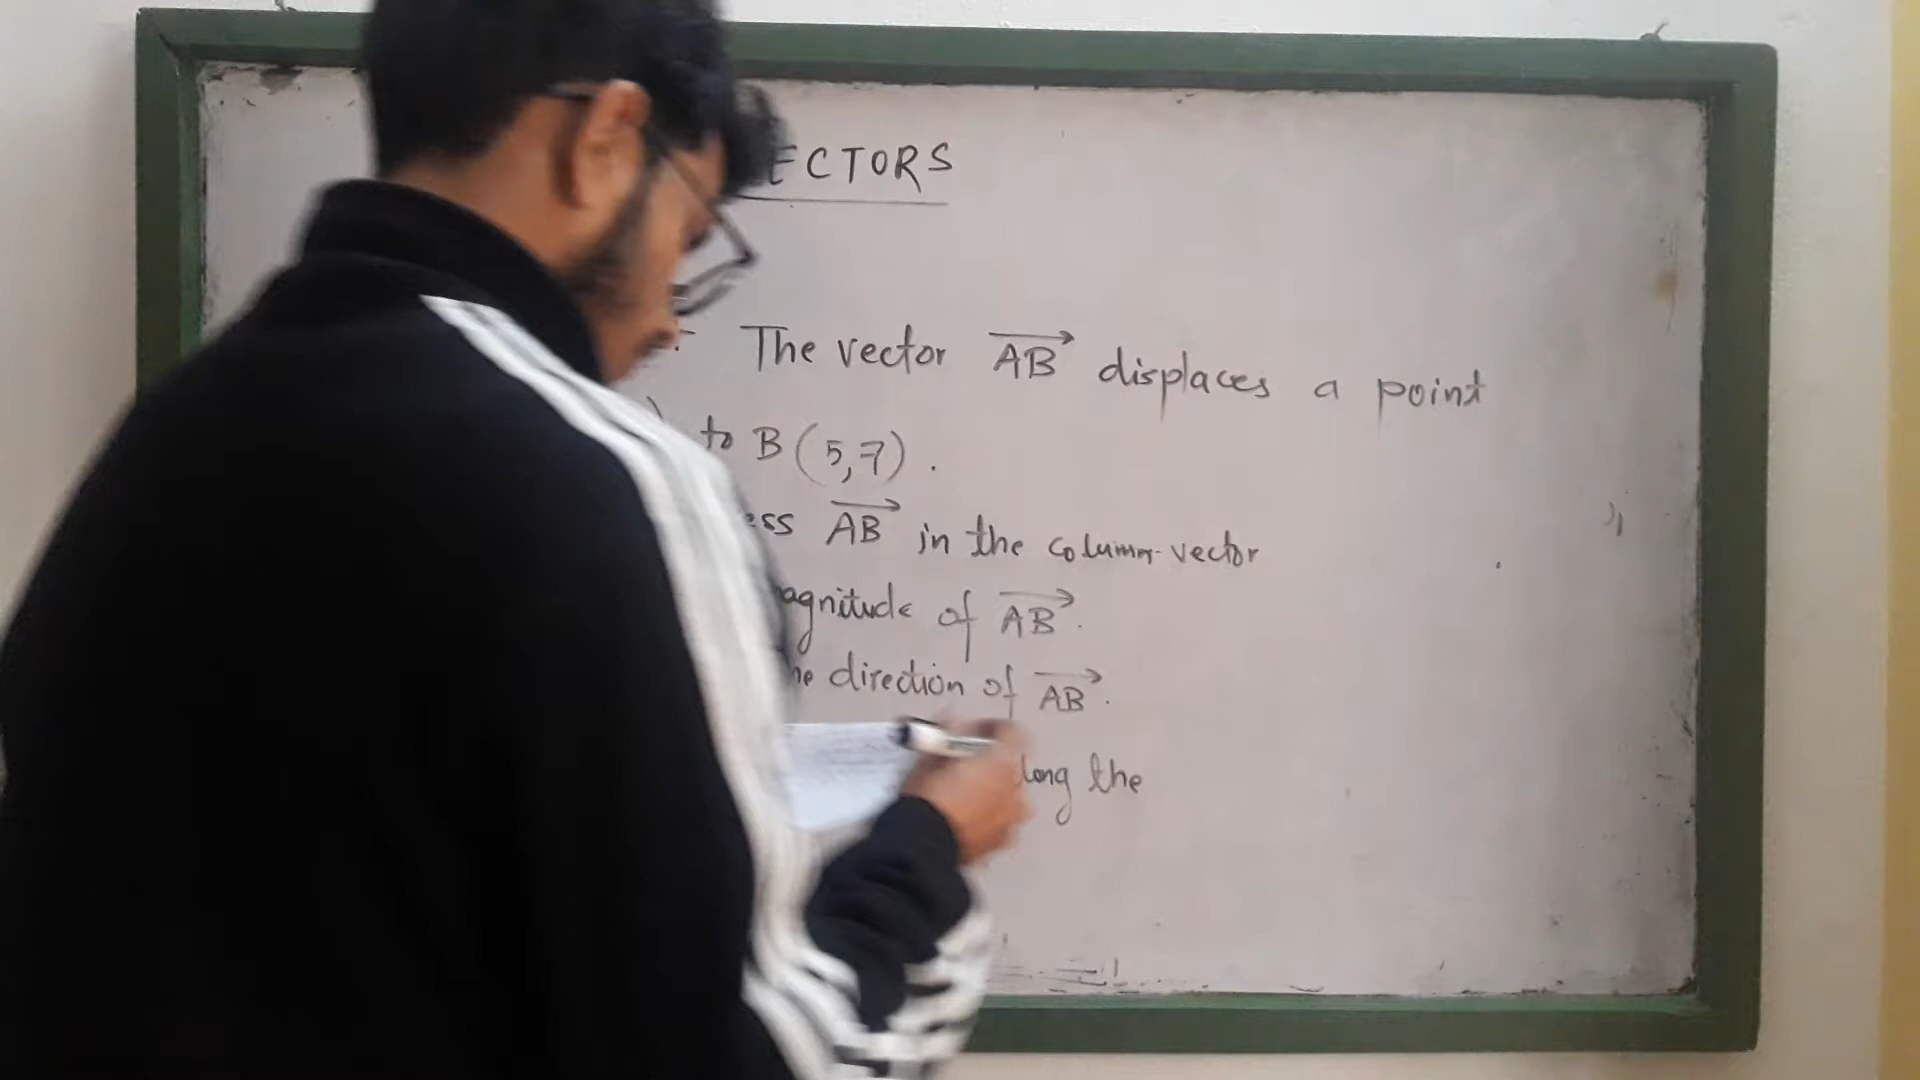 ECTORS
:- The vector AB displaces a point
) to B (5,7).
ess AB in the column-vector
agnitude of AB.
he direction of AB.
long the